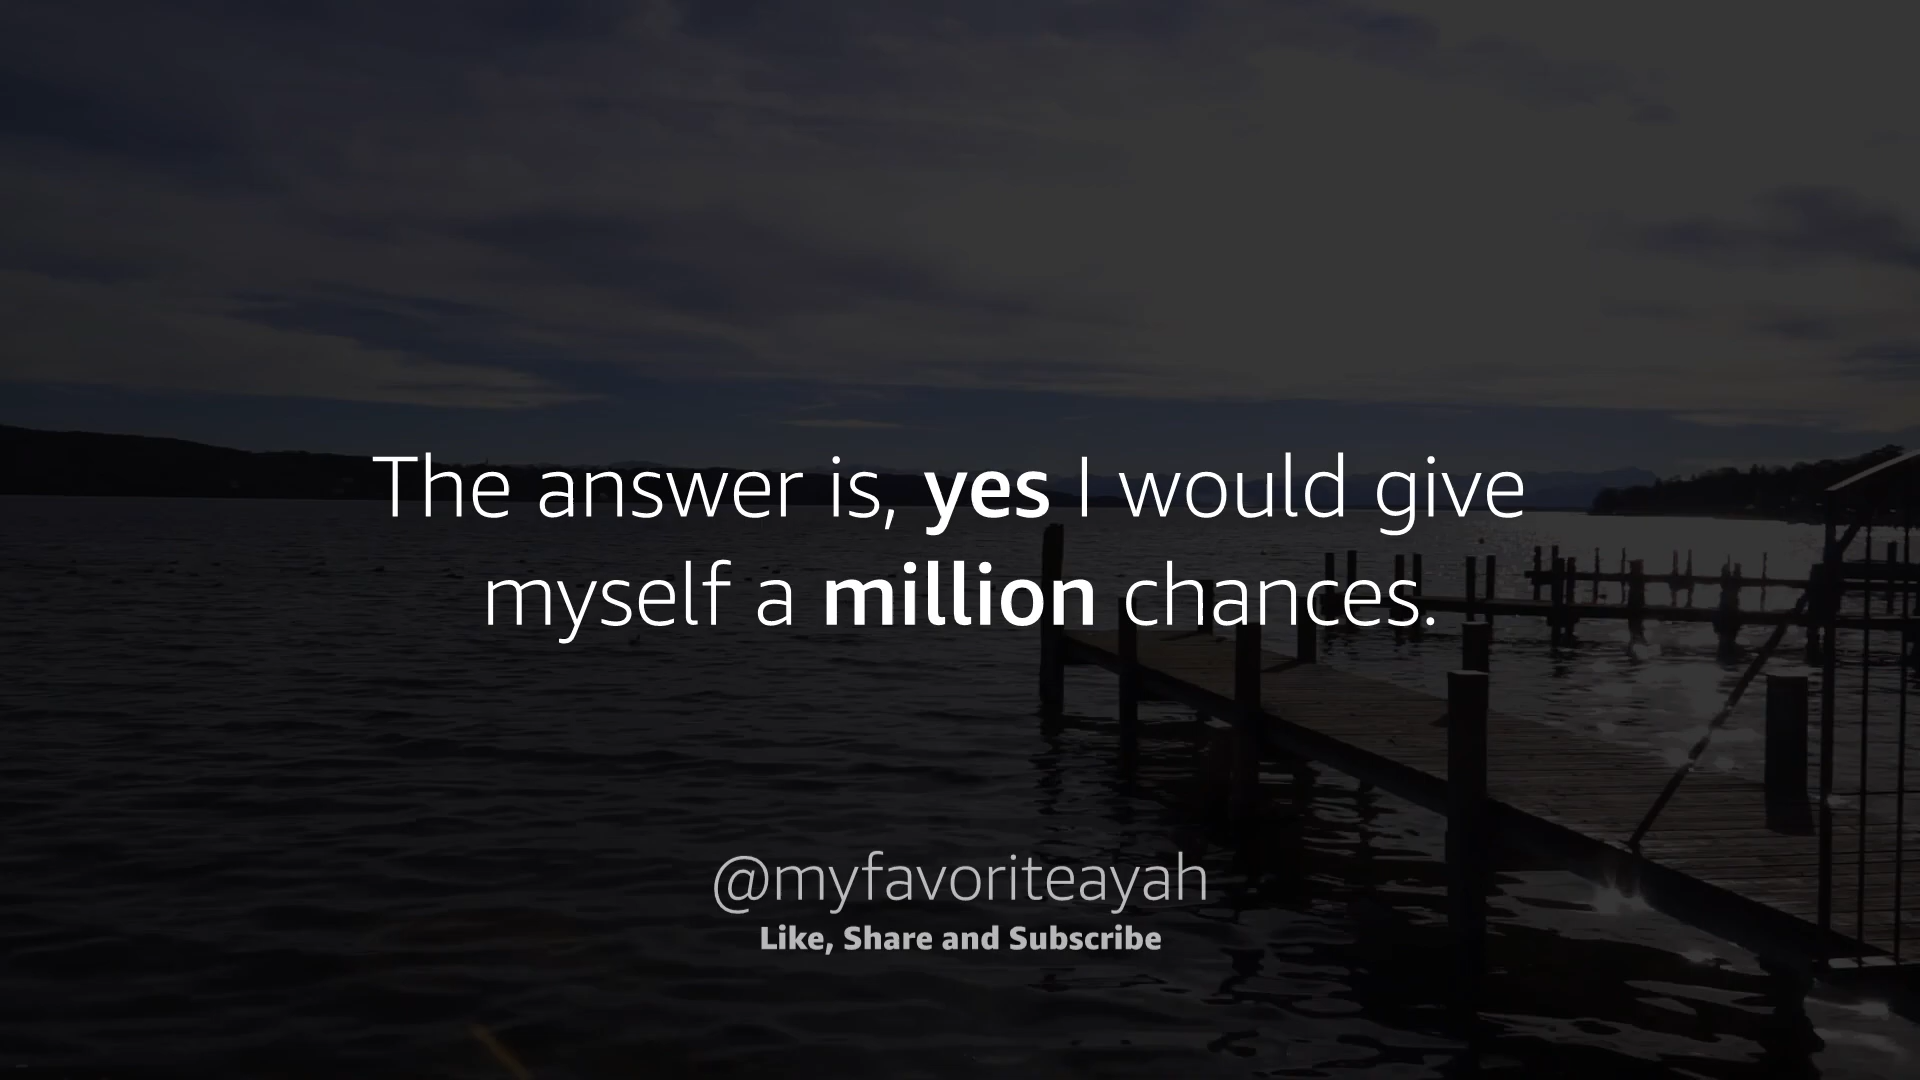 The answer is, yes I would give
myself a million chances.
@myfavoriteayah
Like, Share and Subscribe